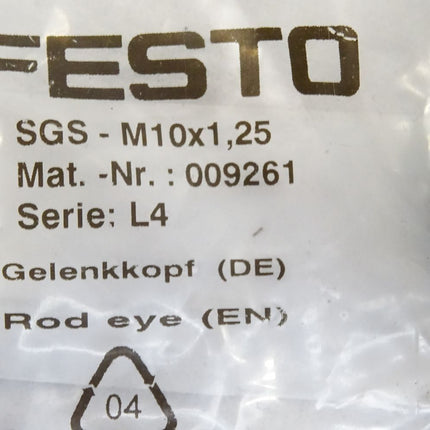 FESTO
SGS - M10x1,25
Mat. -Nr. : 009261
Serie: L4
Gelenkkopf (DE)
Rod eye (EN)
04